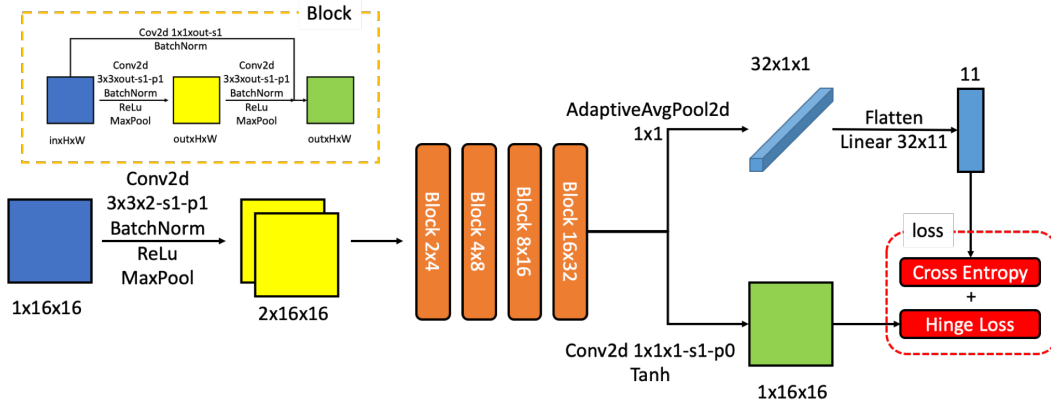 Block
Cov2d 1x1xout-s1
BatchNorm
Conv2d
3x3xout-s1-p1
BatchNorm
ReLu
MaxPool
Conv2d
3x3xout-s1-p1
BatchNorm
ReLu
MaxPool
inxHxW
outxHxW
outxHxW
Conv2d
3x3x2-s1-p1
BatchNorm
ReLu
MaxPool
1x16x16
2x16x16
Block 2x4
Block 4x8
Block 8x16
Block 16x32
AdaptiveAvgPool2d
1x1
32x1x1
Flatten
Linear 32x11
11
loss
Cross Entropy
+
Hinge Loss
Conv2d 1x1x1-s1-p0
Tanh
1x16x16